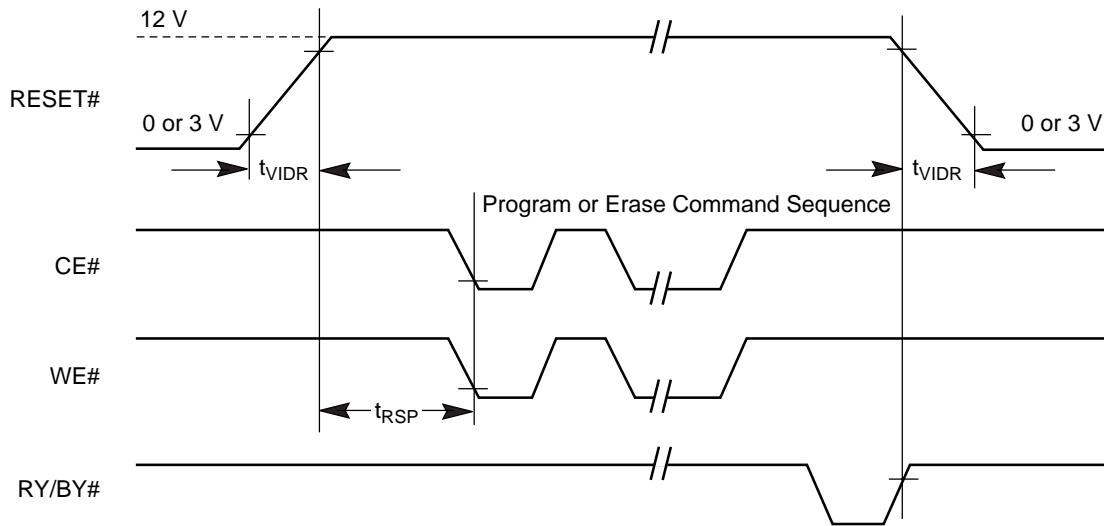 12 V
RESET#
0 or 3 V
0 or 3 V
tVIDR
tVIDR
Program or Erase Command Sequence
CE#
WE#
tRSP
RY/BY#